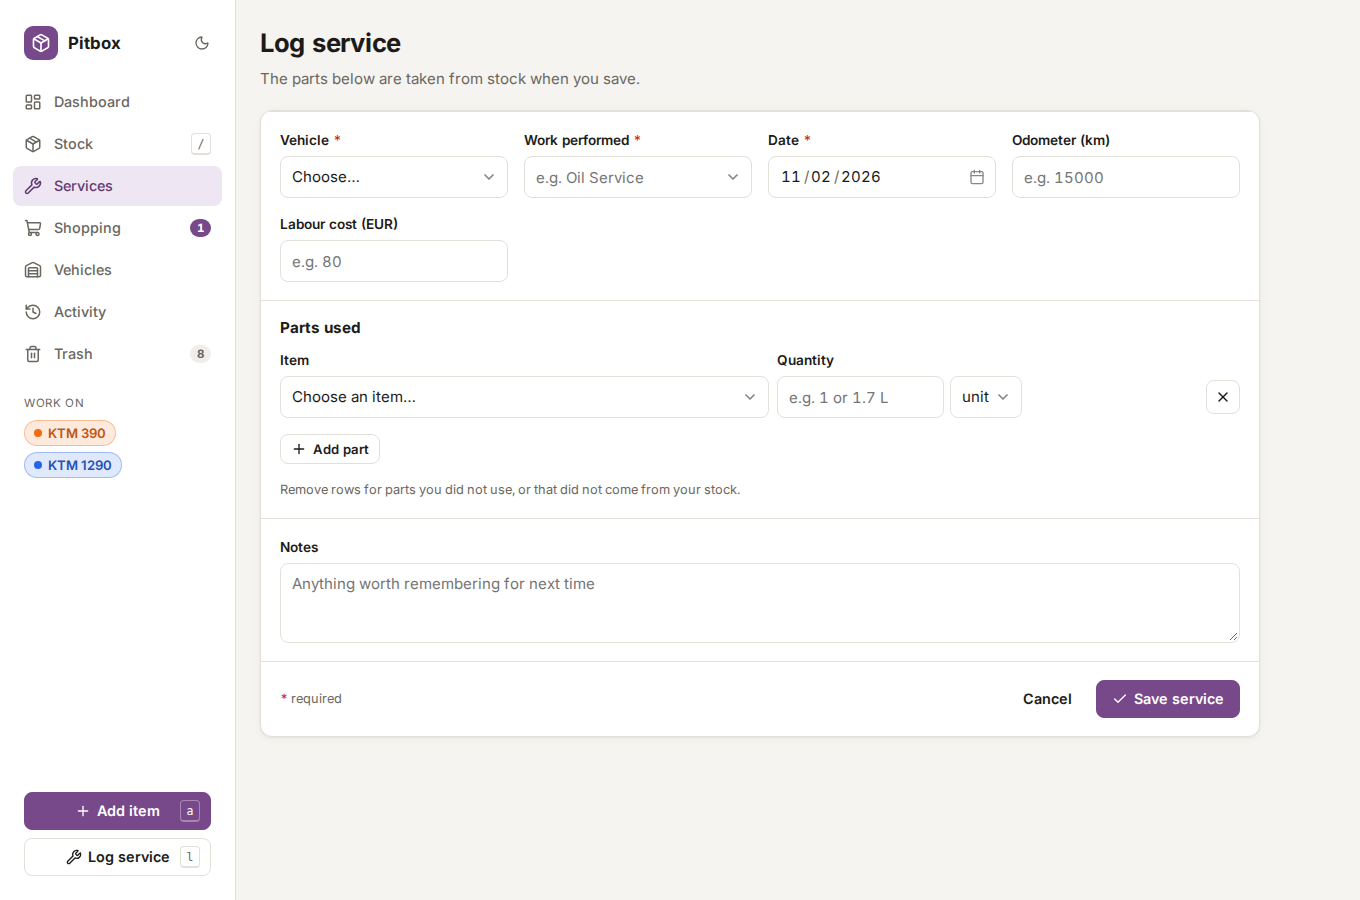 Pitbox
Dashboard
Stock /
Services
Shopping 1
Vehicles
Activity
Trash 8
WORK ON
KTM 390
KTM 1290
+ Add item a
Log service l
Log service
The parts below are taken from stock when you save.
Vehicle * Work performed * Date * Odometer (km)
Choose... e.g. Oil Service 11/02/2026 e.g. 15000
Labour cost (EUR)
e.g. 80
Parts used
Item Quantity
Choose an item... e.g. 1 or 1.7 L unit
+ Add part
Remove rows for parts you did not use, or that did not come from your stock.
Notes
Anything worth remembering for next time
* required Cancel Save service